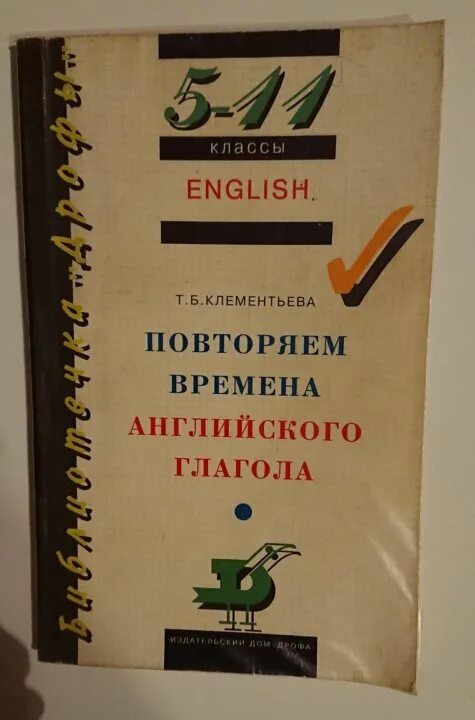 Библиотечка "Дрофы"
5-11
классы
ENGLISH
Т.Б.КЛЕМЕНТЬЕВА
ПОВТОРЯЕМ
ВРЕМЕНА
АНГЛИЙСКОГО
ГЛАГОЛА
ИЗДАТЕЛЬСКИЙ ДОМ «ДРОФА»